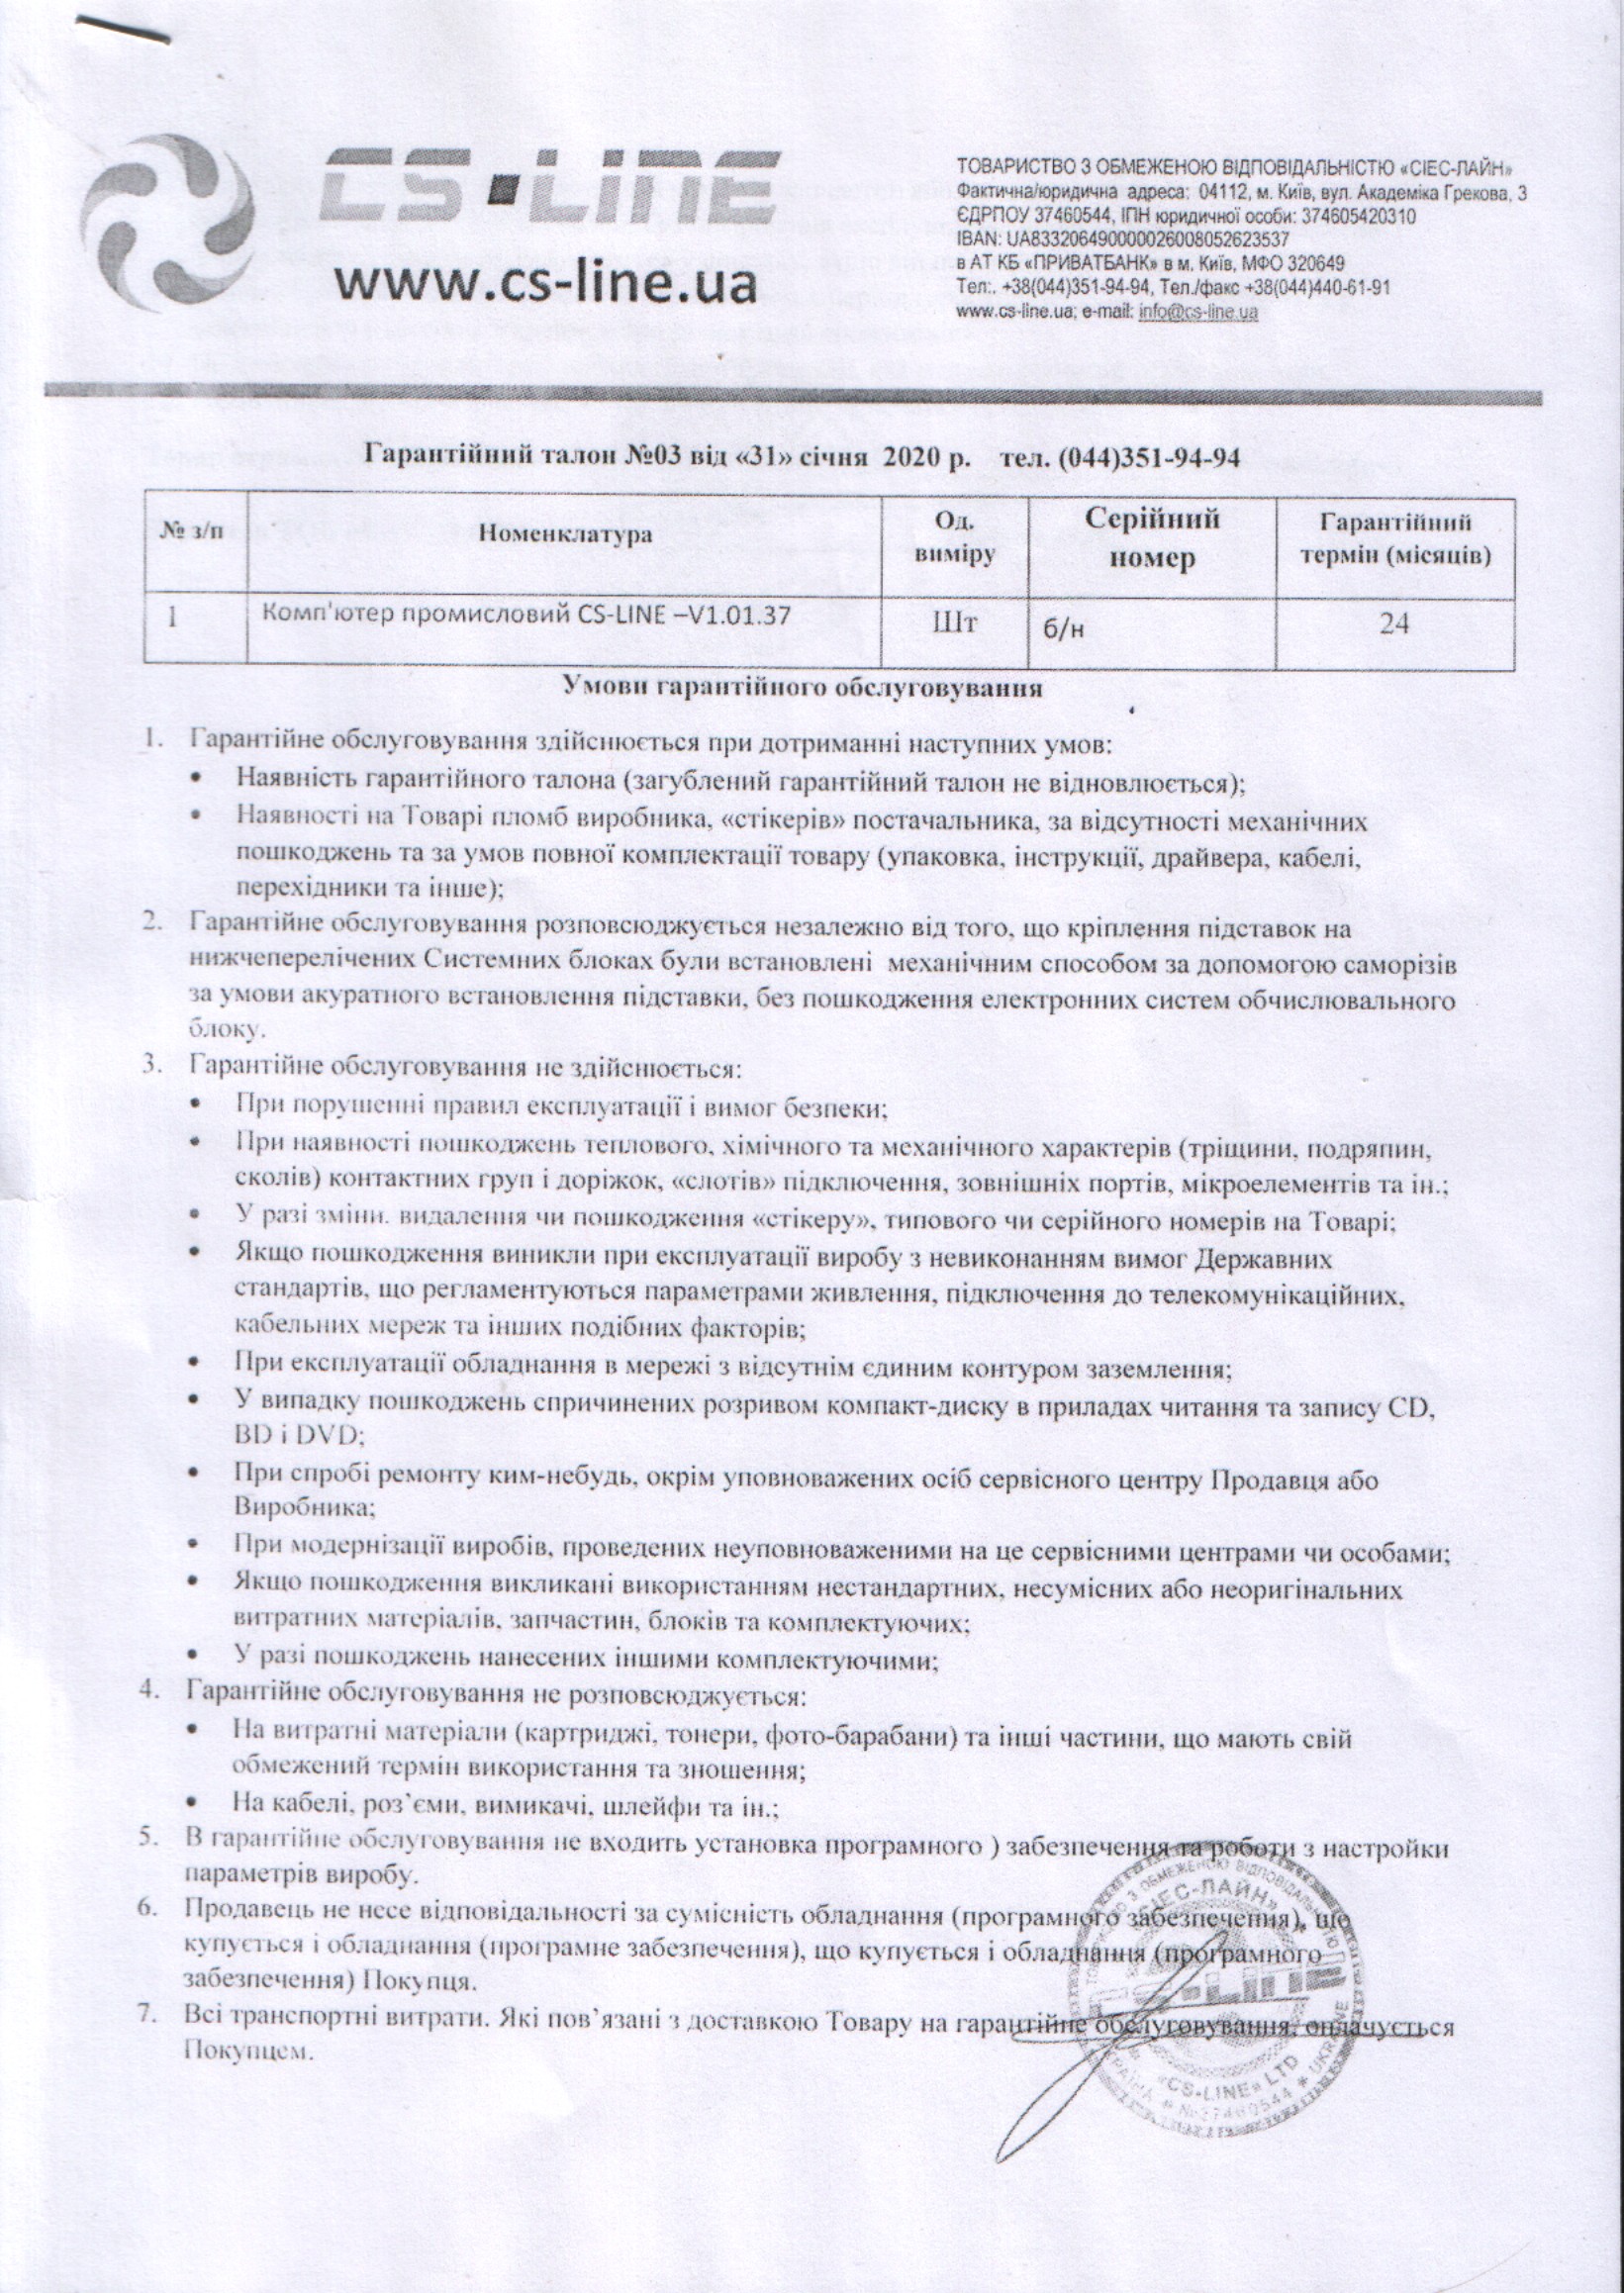 CS-LINE
www.cs-line.ua
ТОВАРИСТВО З ОБМЕЖЕНОЮ ВІДПОВІДАЛЬНІСТЮ «СІЕС-ЛАЙН»
Фактична/юридична адреса: 04112, м. Київ, вул. Академіка Грекова, 3
ЄДРПОУ 37460544, ІПН юридичної особи: 374605420310
IBAN: UA833206490000026008052623537
в АТ КБ «ПРИВАТБАНК» в м. Київ, МФО 320649
Тел:. +38(044)351-94-94, Тел./факс +38(044)440-61-91
www.cs-line.ua; e-mail: info@cs-line.ua
Гарантійний талон №03 від «31» січня 2020 р. тел. (044)351-94-94
№ з/п Номенклатура Од. виміру Серійний номер Гарантійний термін (місяців)
1 Комп'ютер промисловий CS-LINE –V1.01.37 Шт б/н 24
Умови гарантійного обслуговування
1. Гарантійне обслуговування здійснюється при дотриманні наступних умов:
• Наявність гарантійного талона (загублений гарантійний талон не відновлюється);
• Наявності на Товарі пломб виробника, «стікерів» постачальника, за відсутності механічних
пошкоджень та за умов повної комплектації товару (упаковка, інструкції, драйвера, кабелі,
перехідники та інше);
2. Гарантійне обслуговування розповсюджується незалежно від того, що кріплення підставок на
нижчеперелічених Системних блоках були встановлені механічним способом за допомогою саморізів
за умови акуратного встановлення підставки, без пошкодження електронних систем обчислювального
блоку.
3. Гарантійне обслуговування не здійснюється:
• При порушенні правил експлуатації і вимог безпеки;
• При наявності пошкоджень теплового, хімічного та механічного характерів (тріщини, подряпин,
сколів) контактних груп і доріжок, «слотів» підключення, зовнішніх портів, мікроелементів та ін.;
• У разі зміни. видалення чи пошкодження «стікеру», типового чи серійного номерів на Товарі;
• Якщо пошкодження виникли при експлуатації виробу з невиконанням вимог Державних
стандартів, що регламентуються параметрами живлення, підключення до телекомунікаційних,
кабельних мереж та інших подібних факторів;
• При експлуатації обладнання в мережі з відсутнім єдиним контуром заземлення;
• У випадку пошкоджень спричинених розривом компакт-диску в приладах читання та запису CD,
BD і DVD;
• При спробі ремонту ким-небудь, окрім уповноважених осіб сервісного центру Продавця або
Виробника;
• При модернізації виробів, проведених неуповноваженими на це сервісними центрами чи особами;
• Якщо пошкодження викликані використанням нестандартних, несумісних або неоригінальних
витратних матеріалів, запчастин, блоків та комплектуючих;
• У разі пошкоджень нанесених іншими комплектуючими;
4. Гарантійне обслуговування не розповсюджується:
• На витратні матеріали (картриджі, тонери, фото-барабани) та інші частини, що мають свій
обмежений термін використання та зношення;
• На кабелі, роз’єми, вимикачі, шлейфи та ін.;
5. В гарантійне обслуговування не входить установка програмного ) забезпечення та роботи з настройки
параметрів виробу.
6. Продавець не несе відповідальності за сумісність обладнання (програмного забезпечення), що
купується і обладнання (програмне забезпечення), що купується і обладнання (програмного
забезпечення) Покупця.
7. Всі транспортні витрати. Які пов’язані з доставкою Товару на гарантійне обслуговування, оплачується
Покупцем.
«CS-LINE» LTD
UKRAINE